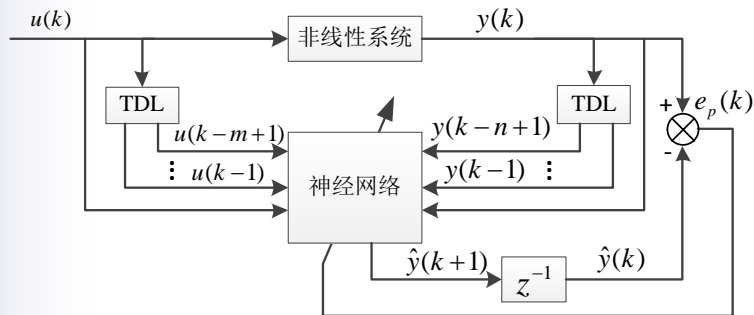 u(k)
非线性系统
y(k)
TDL
TDL
+
e_p(k)
u(k−m+1)
y(k−n+1)
-
⋮ u(k−1)
神经网络
y(k−1) ⋮
ŷ(k+1)
z⁻¹
ŷ(k)